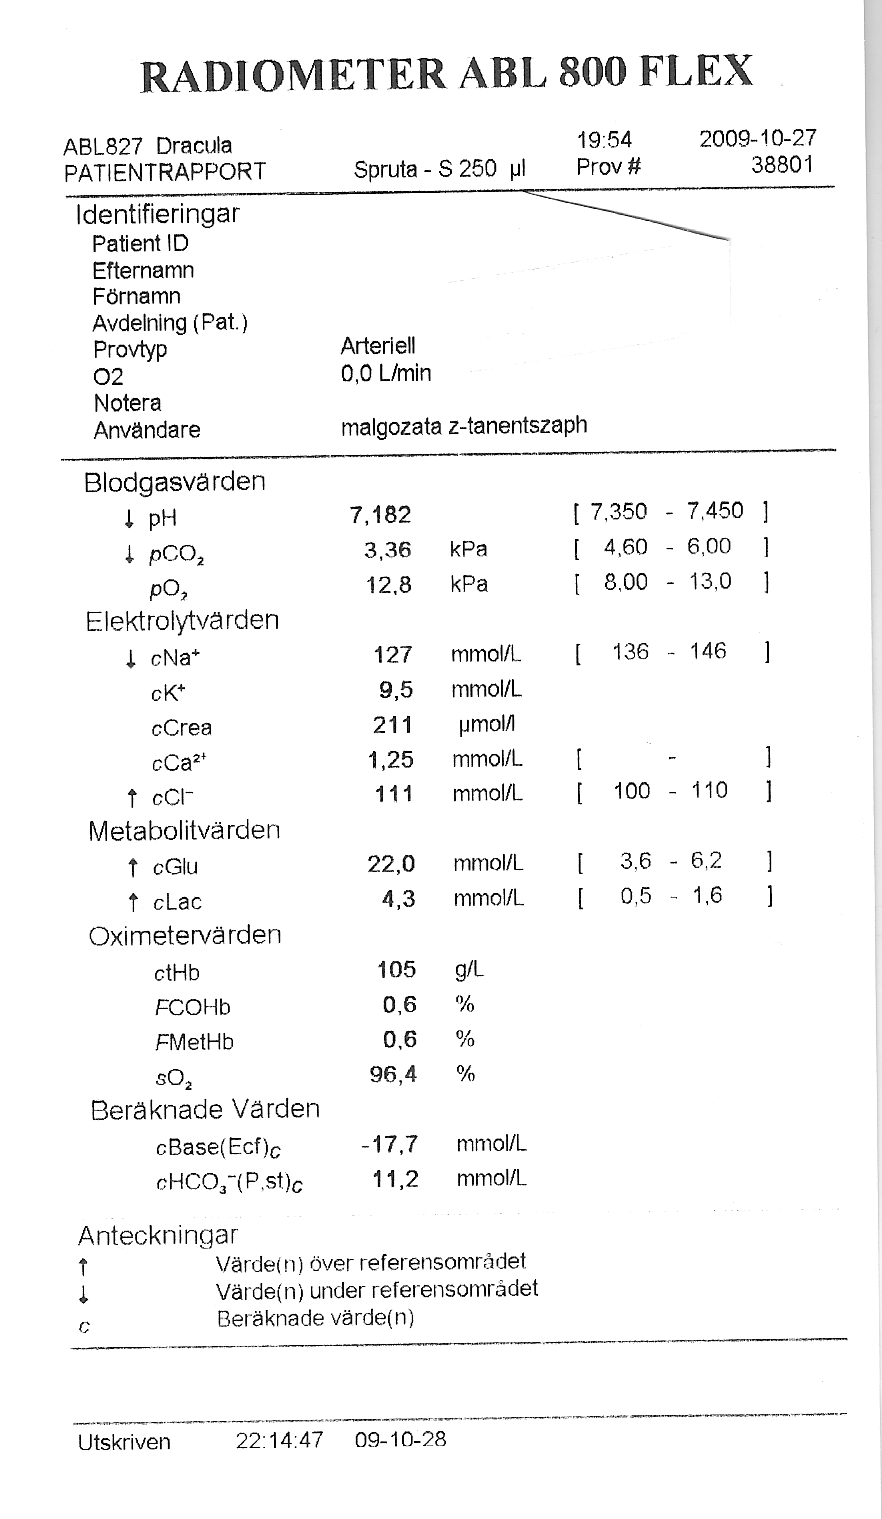 RADIOMETER ABL 800 FLEX
ABL827 Dracula 19:54 2009-10-27
PATIENTRAPPORT Spruta - S 250 µl Prov # 38801
Identifieringar
Patient ID
Efternamn
Förnamn
Avdelning (Pat.)
Provtyp Arteriell
O2 0,0 L/min
Notera
Användare malgozata z-tanentszaph
Blodgasvärden
↓ pH 7,182 [ 7,350 - 7,450 ]
↓ pCO₂ 3,36 kPa [ 4,60 - 6,00 ]
pO₂ 12,8 kPa [ 8,00 - 13,0 ]
Elektrolytvärden
↓ cNa⁺ 127 mmol/L [ 136 - 146 ]
cK⁺ 9,5 mmol/L
cCrea 211 µmol/l
cCa²⁺ 1,25 mmol/L [ - ]
↑ cCl⁻ 111 mmol/L [ 100 - 110 ]
Metabolitvärden
↑ cGlu 22,0 mmol/L [ 3,6 - 6,2 ]
↑ cLac 4,3 mmol/L [ 0,5 - 1,6 ]
Oximetervärden
ctHb 105 g/L
FCOHb 0,6 %
FMetHb 0,6 %
sO₂ 96,4 %
Beräknade Värden
cBase(Ecf)c -17,7 mmol/L
cHCO₃⁻(P,st)c 11,2 mmol/L
Anteckningar
↑ Värde(n) över referensområdet
↓ Värde(n) under referensområdet
c Beräknade värde(n)
Utskriven 22:14:47 09-10-28